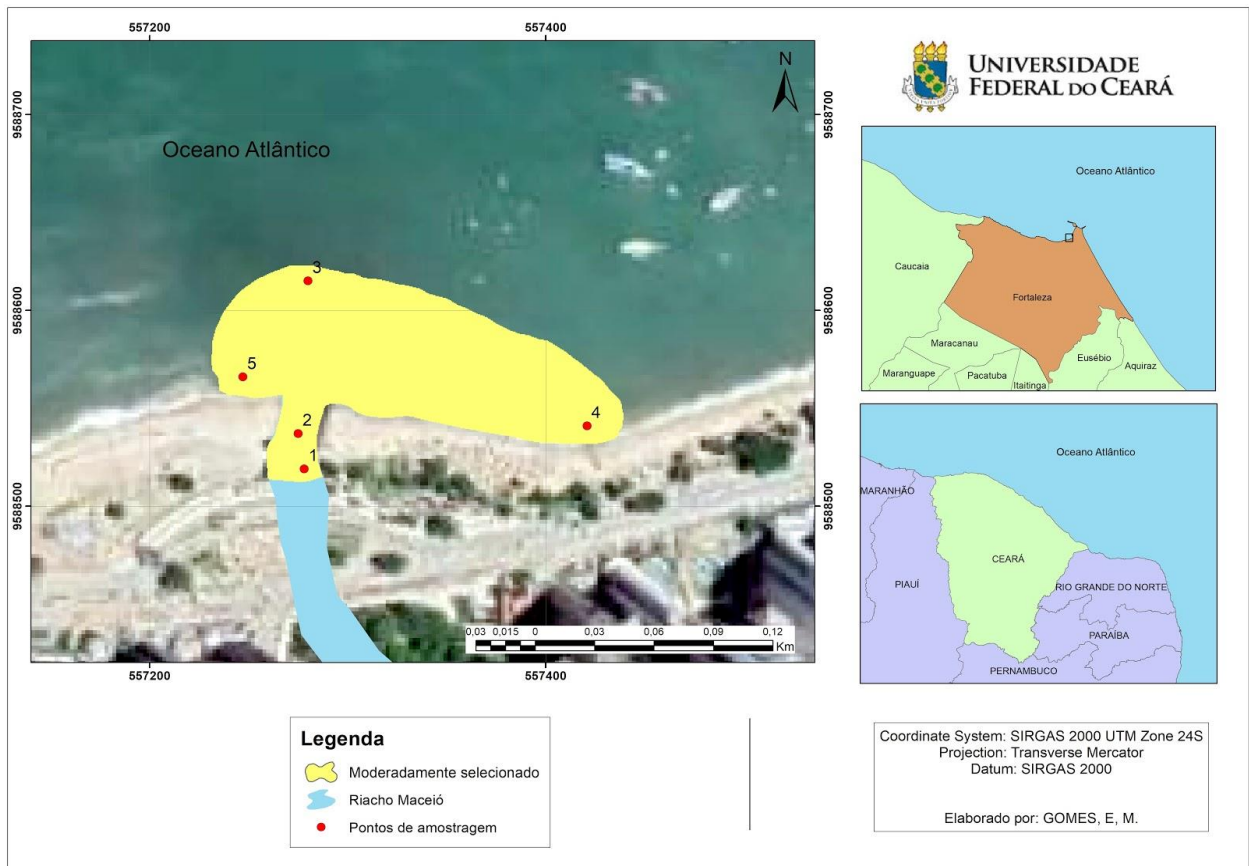 557200
557400
N
9588700
9588700
Oceano Atlântico
3
9588600
9588600
5
4
2
1
9588500
9588500
0,03 0,015 0 0,03 0,06 0,09 0,12
Km
557200
557400
UNIVERSIDADE
FEDERAL DO CEARÁ
Oceano Atlântico
Caucaia
Fortaleza
Maracanau
Eusébio
Maranguape
Pacatuba
Aquiraz
Itaitinga
Oceano Atlântico
MARANHÃO
CEARÁ
PIAUÍ
RIO GRANDE DO NORTE
PARAÍBA
PERNAMBUCO
Legenda
Moderadamente selecionado
Riacho Maceió
Pontos de amostragem
Coordinate System: SIRGAS 2000 UTM Zone 24S
Projection: Transverse Mercator
Datum: SIRGAS 2000
Elaborado por: GOMES, E, M.